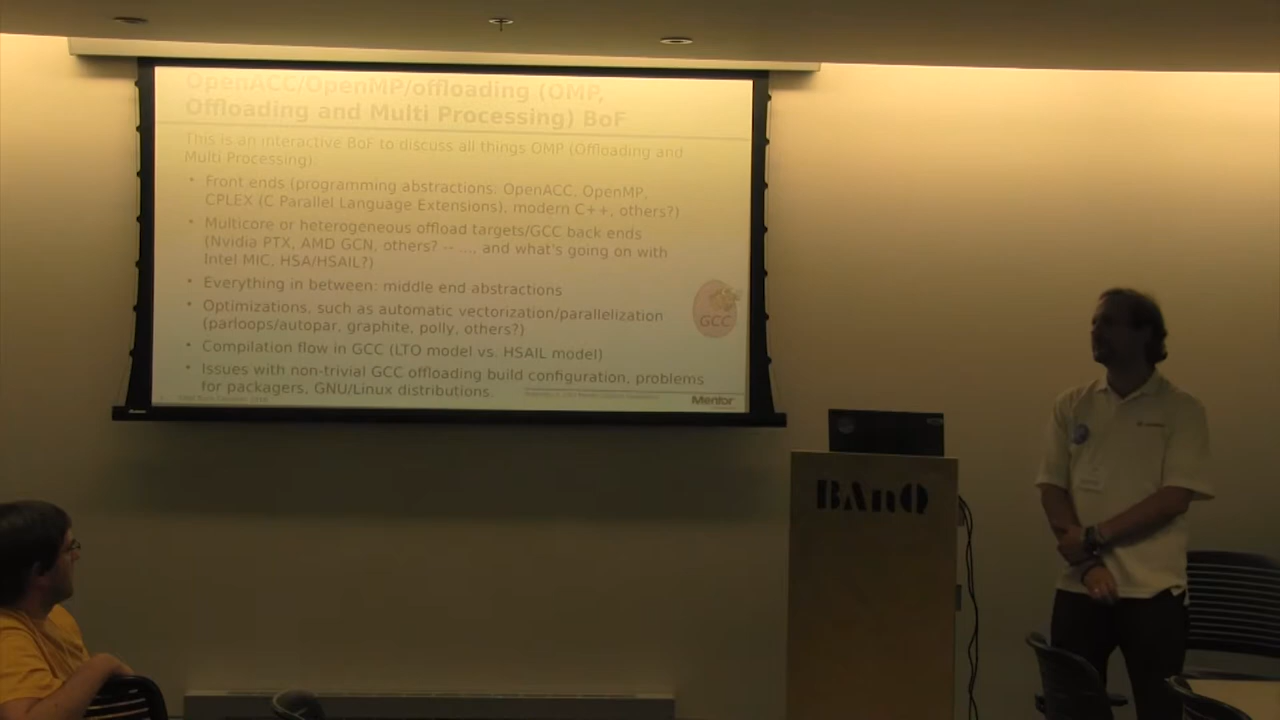 OpenACC/OpenMP/offloading (OMP,
Offloading and Multi Processing) BoF
This is an interactive BoF to discuss all things OMP (Offloading and
Multi Processing).
• Front ends (programming abstractions: OpenACC, OpenMP,
CPLEX (C Parallel Language Extensions), modern C++, others?)
• Multicore or heterogeneous offload targets/GCC back ends
(Nvidia PTX, AMD GCN, others? -- ..., and what's going on with
Intel MIC, HSA/HSAIL?)
• Everything in between: middle end abstractions
• Optimizations, such as automatic vectorization/parallelization
(parloops/autopar, graphite, polly, others?)
• Compilation flow in GCC (LTO model vs. HSAIL model)
• Issues with non-trivial GCC offloading build configuration, problems
for packagers, GNU/Linux distributions.
GCC
Mentor
BAnQ